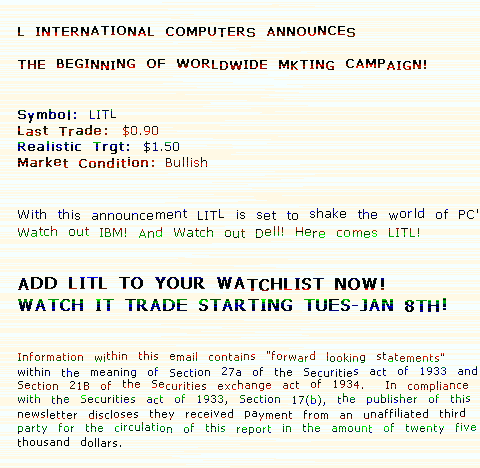 L INTERNATIONAL COMPUTERS ANNOUNCES
THE BEGINNING OF WORLDWIDE MKTING CAMPAIGN!
Symbol: LITL
Last Trade: $0.90
Realistic Trgt: $1.50
Market Condition: Bullish
With this announcement LITL is set to shake the world of PC'
Watch out IBM! And Watch out Dell! Here comes LITL!
ADD LITL TO YOUR WATCHLIST NOW!
WATCH IT TRADE STARTING TUES-JAN 8TH!
Information within this email contains "forward looking statements"
within the meaning of Section 27a of the Securities act of 1933 and
Section 21B of the Securities exchange act of 1934. In compliance
with the Securities act of 1933, Section 17(b), the publisher of this
newsletter discloses they received payment from an unaffiliated third
party for the circulation of this report in the amount of twenty five
thousand dollars.